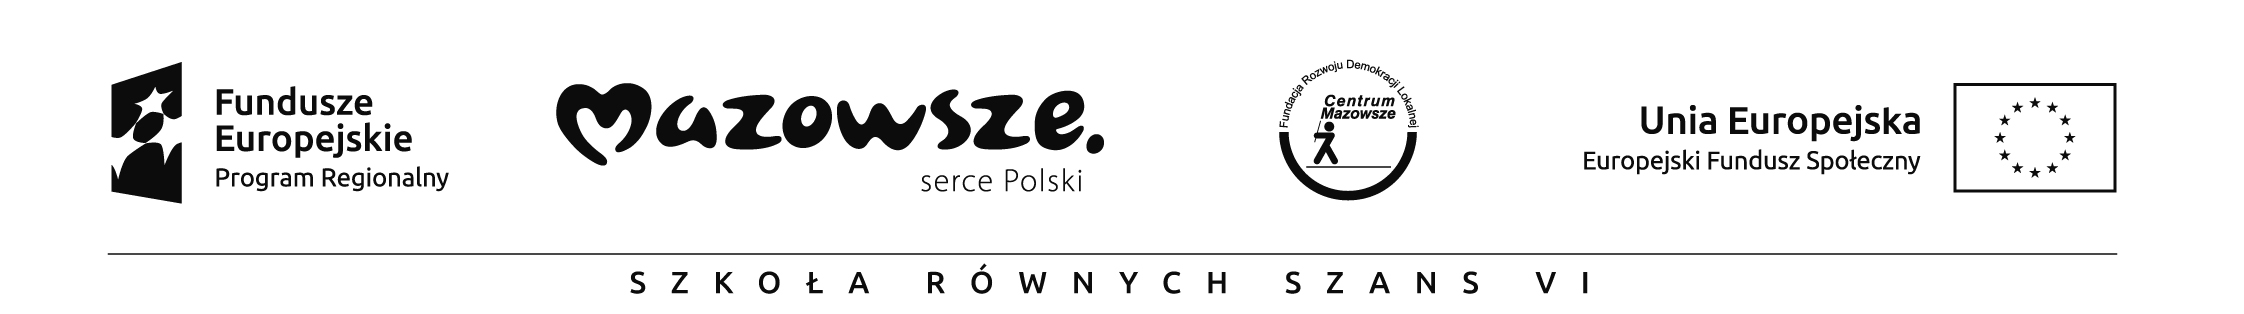 Fundusze
Europejskie
Program Regionalny
Mazowsze.
serce Polski
Fundacja Rozwoju Demokracji Lokalnej
Centrum
Mazowsze
Unia Europejska
Europejski Fundusz Społeczny
SZKOŁA RÓWNYCH SZANS VI